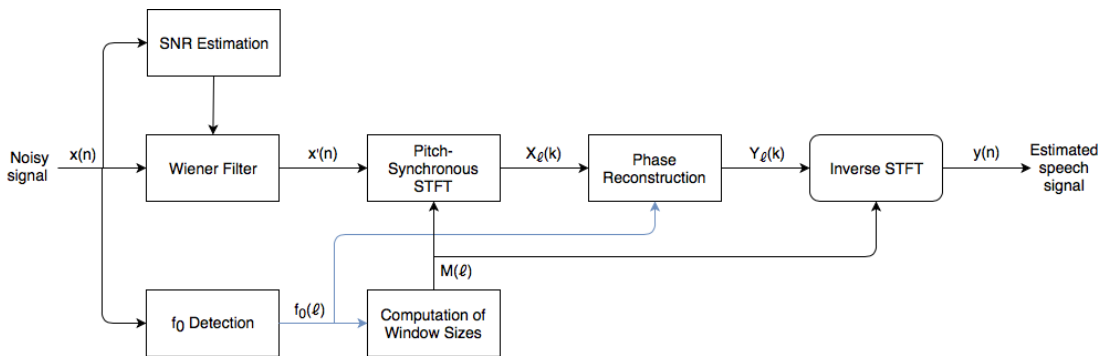 SNR Estimation
Noisy
signal
x(n)
Wiener Filter
x'(n)
Pitch-
Synchronous
STFT
Xℓ(k)
Phase
Reconstruction
Yℓ(k)
Inverse STFT
y(n)
Estimated
speech
signal
M(ℓ)
f0 Detection
f0(ℓ)
Computation of
Window Sizes